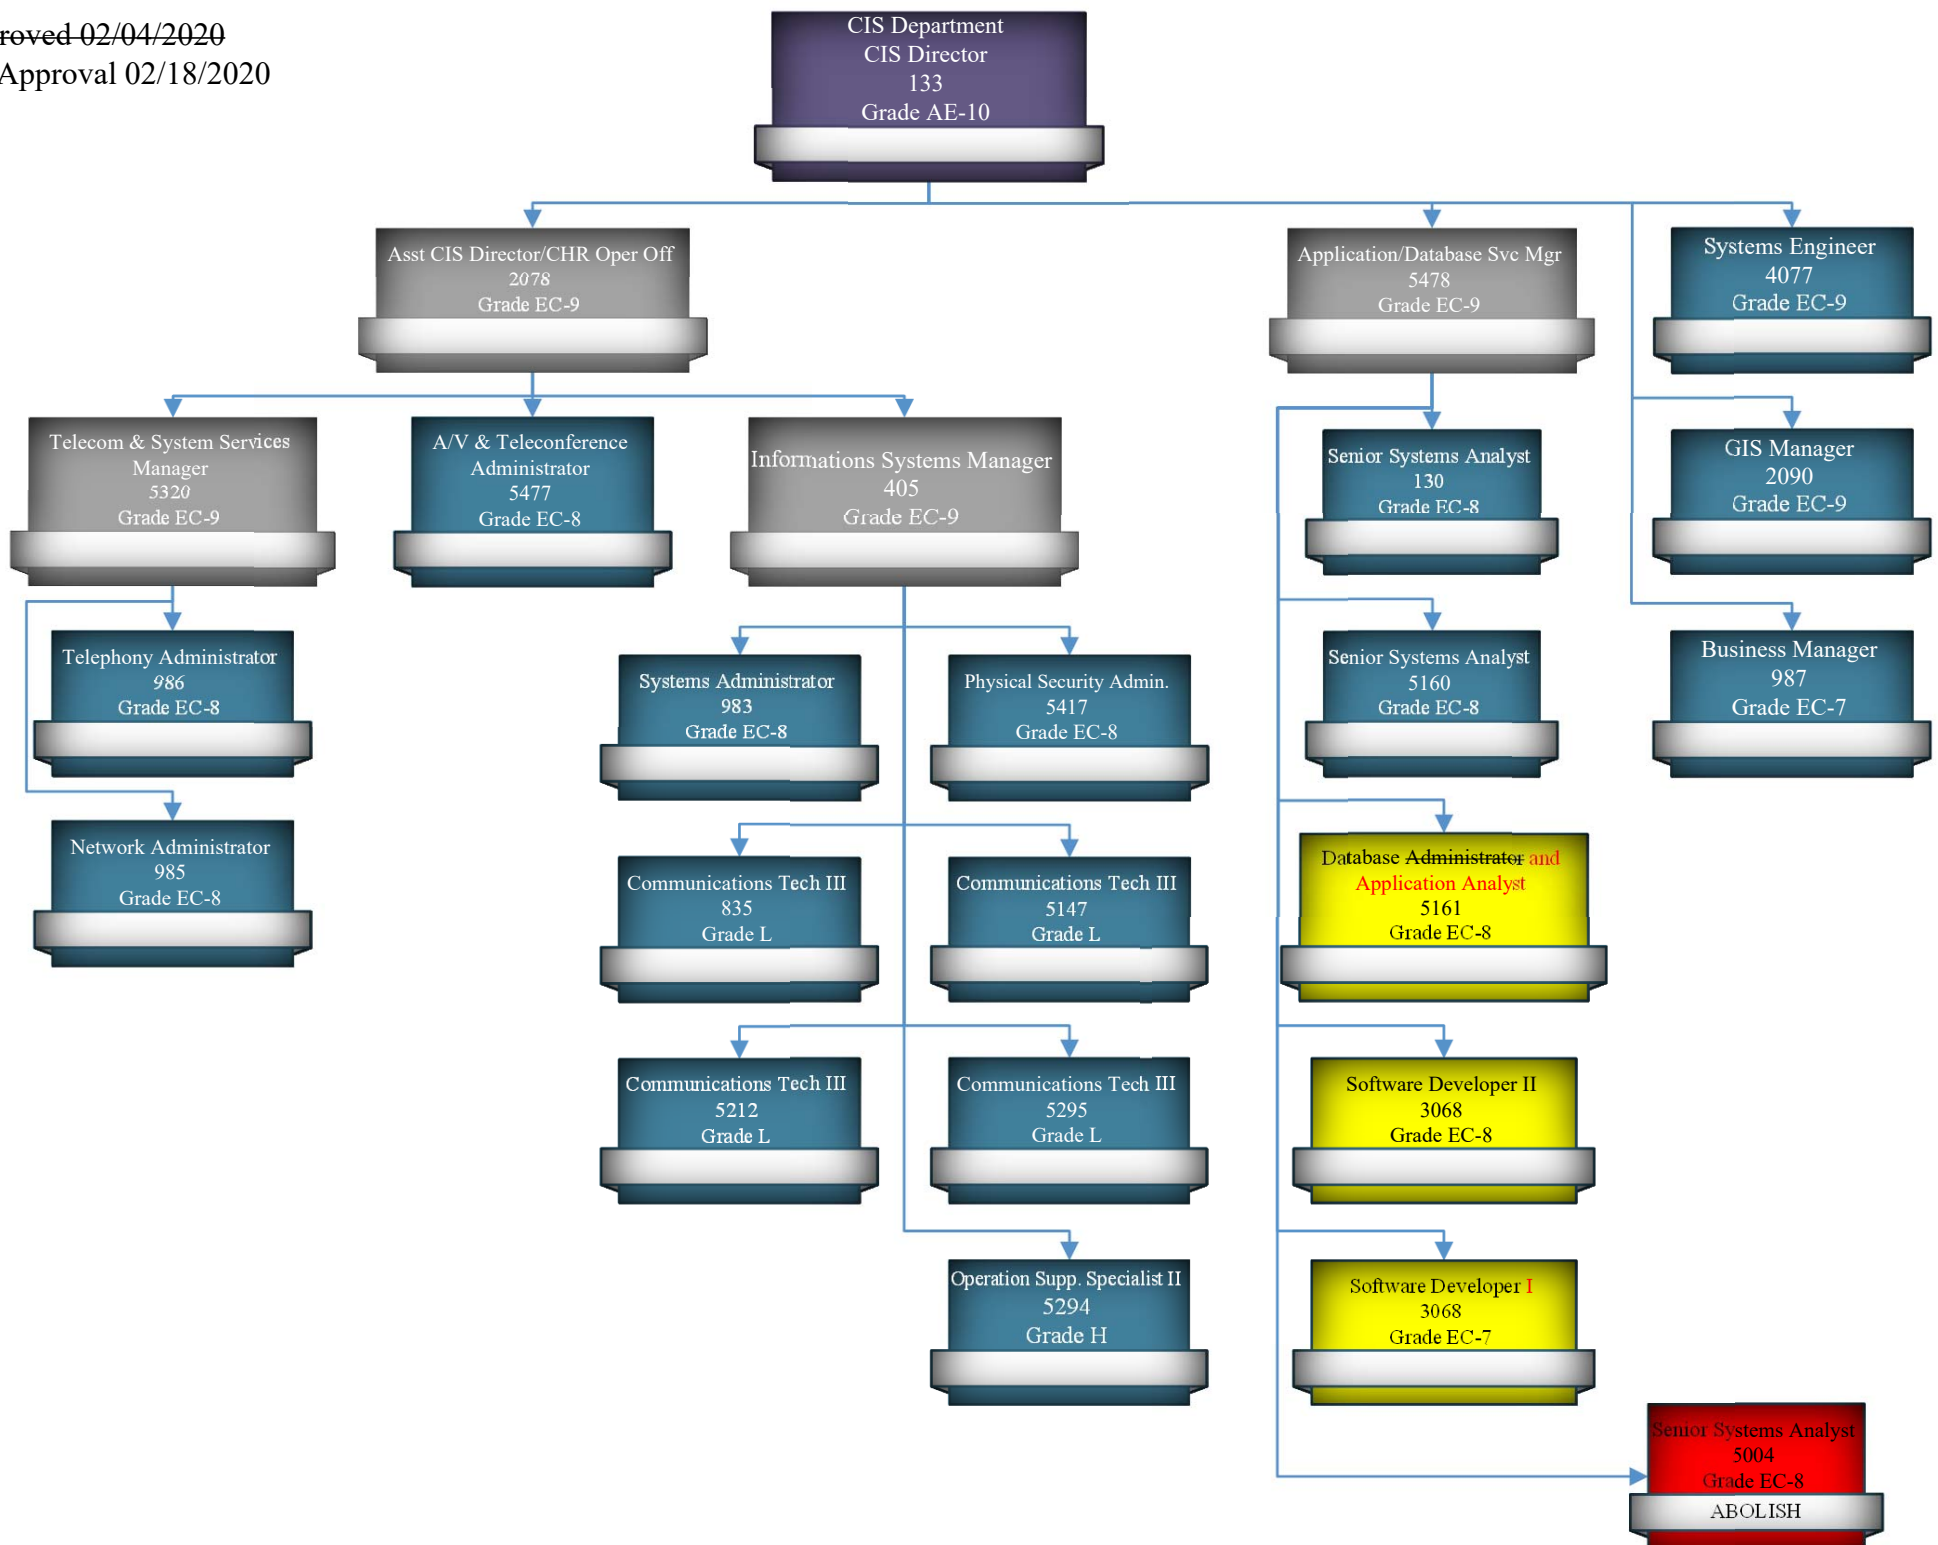 roved 02/04/2020
Approval 02/18/2020
CIS Department
CIS Director
133
Grade AE-10
Asst CIS Director/CHR Oper Off
2078
Grade EC-9
Application/Database Svc Mgr
5478
Grade EC-9
Systems Engineer
4077
Grade EC-9
Telecom & System Services
Manager
5320
Grade EC-9
A/V & Teleconference
Administrator
5477
Grade EC-8
Informations Systems Manager
405
Grade EC-9
Senior Systems Analyst
130
Grade EC-8
GIS Manager
2090
Grade EC-9
Telephony Administrator
986
Grade EC-8
Systems Administrator
983
Grade EC-8
Physical Security Admin.
5417
Grade EC-8
Senior Systems Analyst
5160
Grade EC-8
Business Manager
987
Grade EC-7
Network Administrator
985
Grade EC-8
Communications Tech III
835
Grade L
Communications Tech III
5147
Grade L
Database Administrator and
Application Analyst
5161
Grade EC-8
Communications Tech III
5212
Grade L
Communications Tech III
5295
Grade L
Software Developer II
3068
Grade EC-8
Operation Supp. Specialist II
5294
Grade H
Software Developer I
3068
Grade EC-7
Senior Systems Analyst
5004
Grade EC-8
ABOLISH